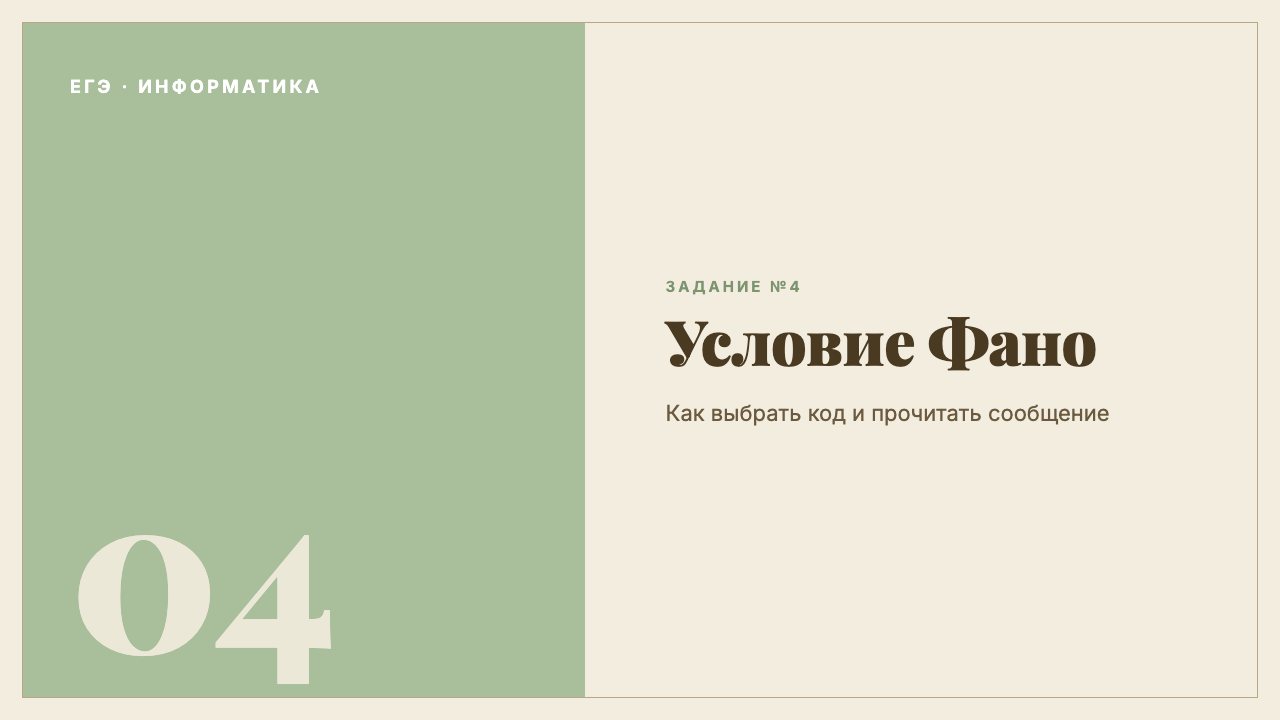 ЕГЭ · ИНФОРМАТИКА
04
ЗАДАНИЕ №4
Условие Фано
Как выбрать код и прочитать сообщение